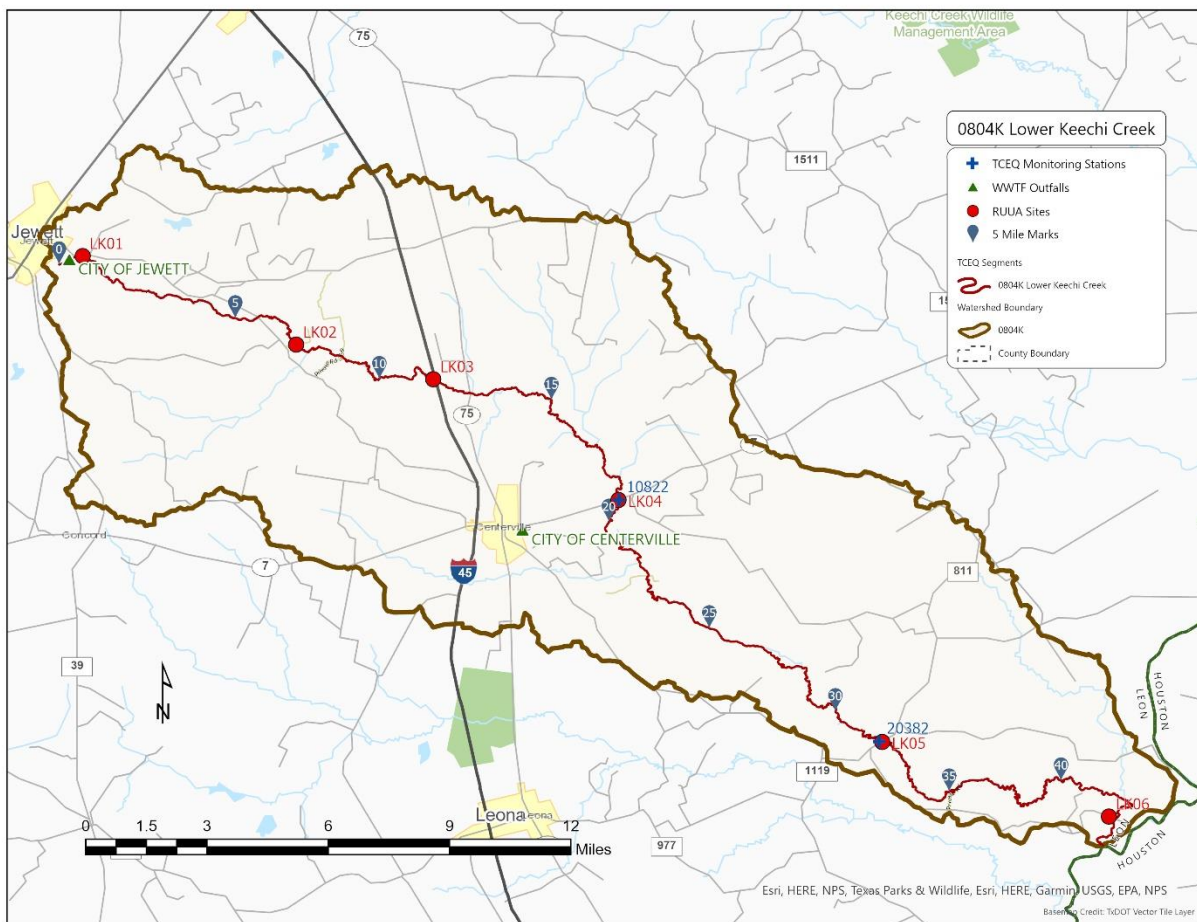 Keechi Creek Wildlife
Management Area
75
1511
0804K Lower Keechi Creek
TCEQ Monitoring Stations
WWTF Outfalls
RUUA Sites
5 Mile Marks
TCEQ Segments
0804K Lower Keechi Creek
Watershed Boundary
0804K
County Boundary
Jewett
Jewett
0
LK01
CITY OF JEWETT
5
LK02
10
LK03
15
75
7
10822
LK04
20
Centerville
CITY OF CENTERVILLE
Concord
7
45
811
25
39
N
30
20382
LK05
1119
35
40
LK06
HOUSTON
LEON
LEON
HOUSTON
Leona
Leona
977
0 1.5 3 6 9 12
Miles
Esri, HERE, NPS, Texas Parks & Wildlife, Esri, HERE, Garmin, USGS, EPA, NPS
Basemap Credit: TxDOT Vector Tile Layer